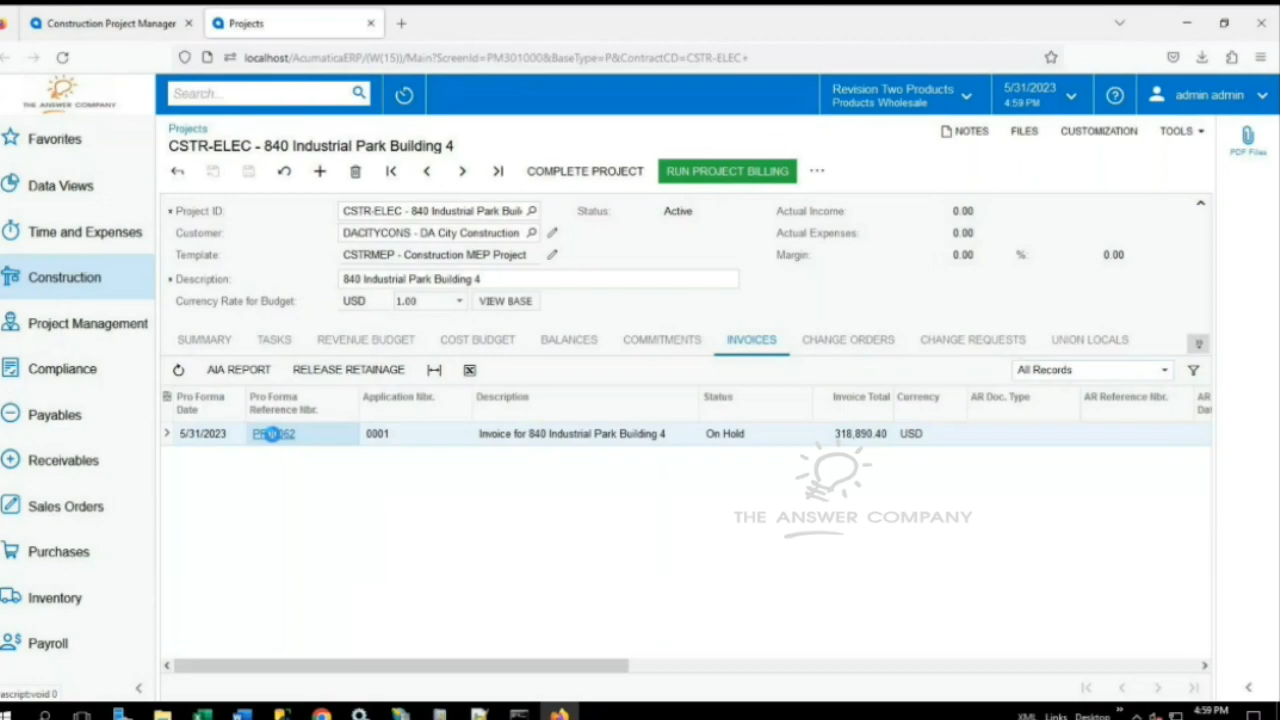 Construction Project Manager
Projects
localhost/AcumaticaERP/(W(15))/Main?ScreenId=PM301000&BaseType=P&ContractCD=CSTR-ELEC+
THE ANSWER COMPANY
Search...
Revision Two Products
Products Wholesale
5/31/2023
4:59 PM
admin admin
Favorites
Data Views
Time and Expenses
Construction
Project Management
Compliance
Payables
Receivables
Sales Orders
Purchases
Inventory
Payroll
Projects
CSTR-ELEC - 840 Industrial Park Building 4
NOTES FILES CUSTOMIZATION TOOLS
PDF Files
COMPLETE PROJECT RUN PROJECT BILLING ...
* Project ID: CSTR-ELEC - 840 Industrial Park Buil Status: Active Actual Income: 0.00
Customer: DACITYCONS - DA City Construction Actual Expenses: 0.00
Template: CSTRMEP - Construction MEP Project Margin: 0.00 %: 0.00
* Description: 840 Industrial Park Building 4
Currency Rate for Budget: USD 1.00 VIEW BASE
SUMMARY TASKS REVENUE BUDGET COST BUDGET BALANCES COMMITMENTS INVOICES CHANGE ORDERS CHANGE REQUESTS UNION LOCALS
AIA REPORT RELEASE RETAINAGE All Records
Pro Forma Date Pro Forma Reference Nbr. Application Nbr. Description Status Invoice Total Currency AR Doc. Type AR Reference Nbr. AR
5/31/2023 0001 Invoice for 840 Industrial Park Building 4 On Hold 318,890.40 USD
THE ANSWER COMPANY
ascript:void 0
XML Links Desktop
4:59 PM